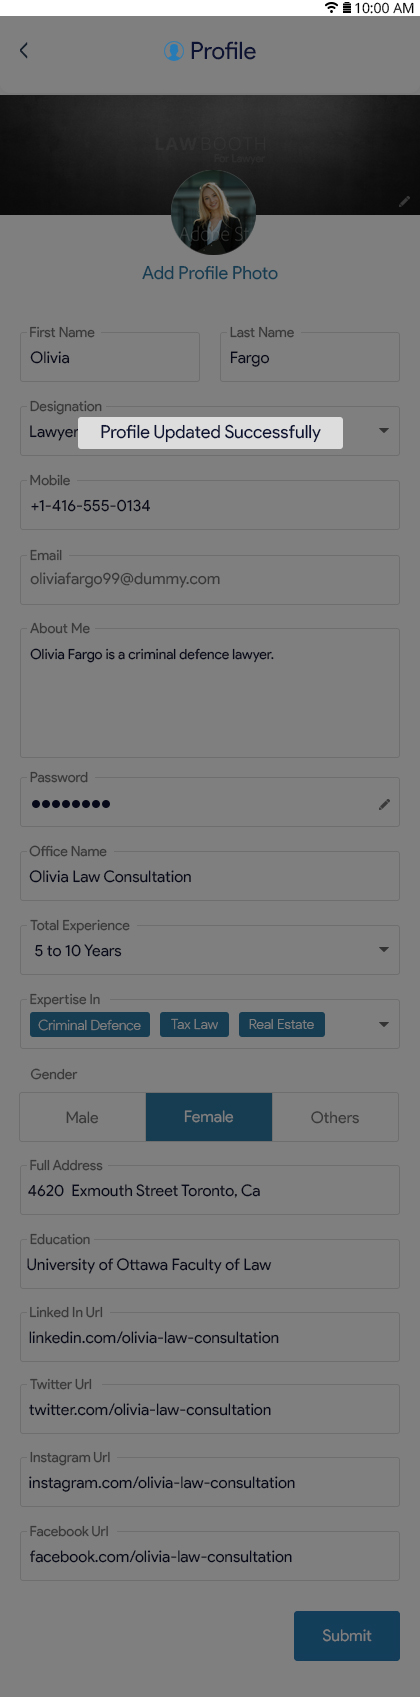 10:00 AM
Profile
LAWBOOTH
For Lawyer
Add Profile Photo
First Name
Last Name
Olivia
Fargo
Designation
Lawyer
Profile Updated Successfully
Mobile
+1-416-555-0134
Email
oliviafargo99@dummy.com
About Me
Olivia Fargo is a criminal defence lawyer.
Password
Office Name
Olivia Law Consultation
Total Experience
5 to 10 Years
Expertise In
Criminal Defence
Tax Law
Real Estate
Gender
Male
Female
Others
Full Address
4620 Exmouth Street Toronto, Ca
Education
University of Ottawa Faculty of Law
Linked In Url
linkedin.com/olivia-law-consultation
Twitter Url
twitter.com/olivia-law-consultation
Instagram Url
instagram.com/olivia-law-consultation
Facebook Url
facebook.com/olivia-law-consultation
Submit